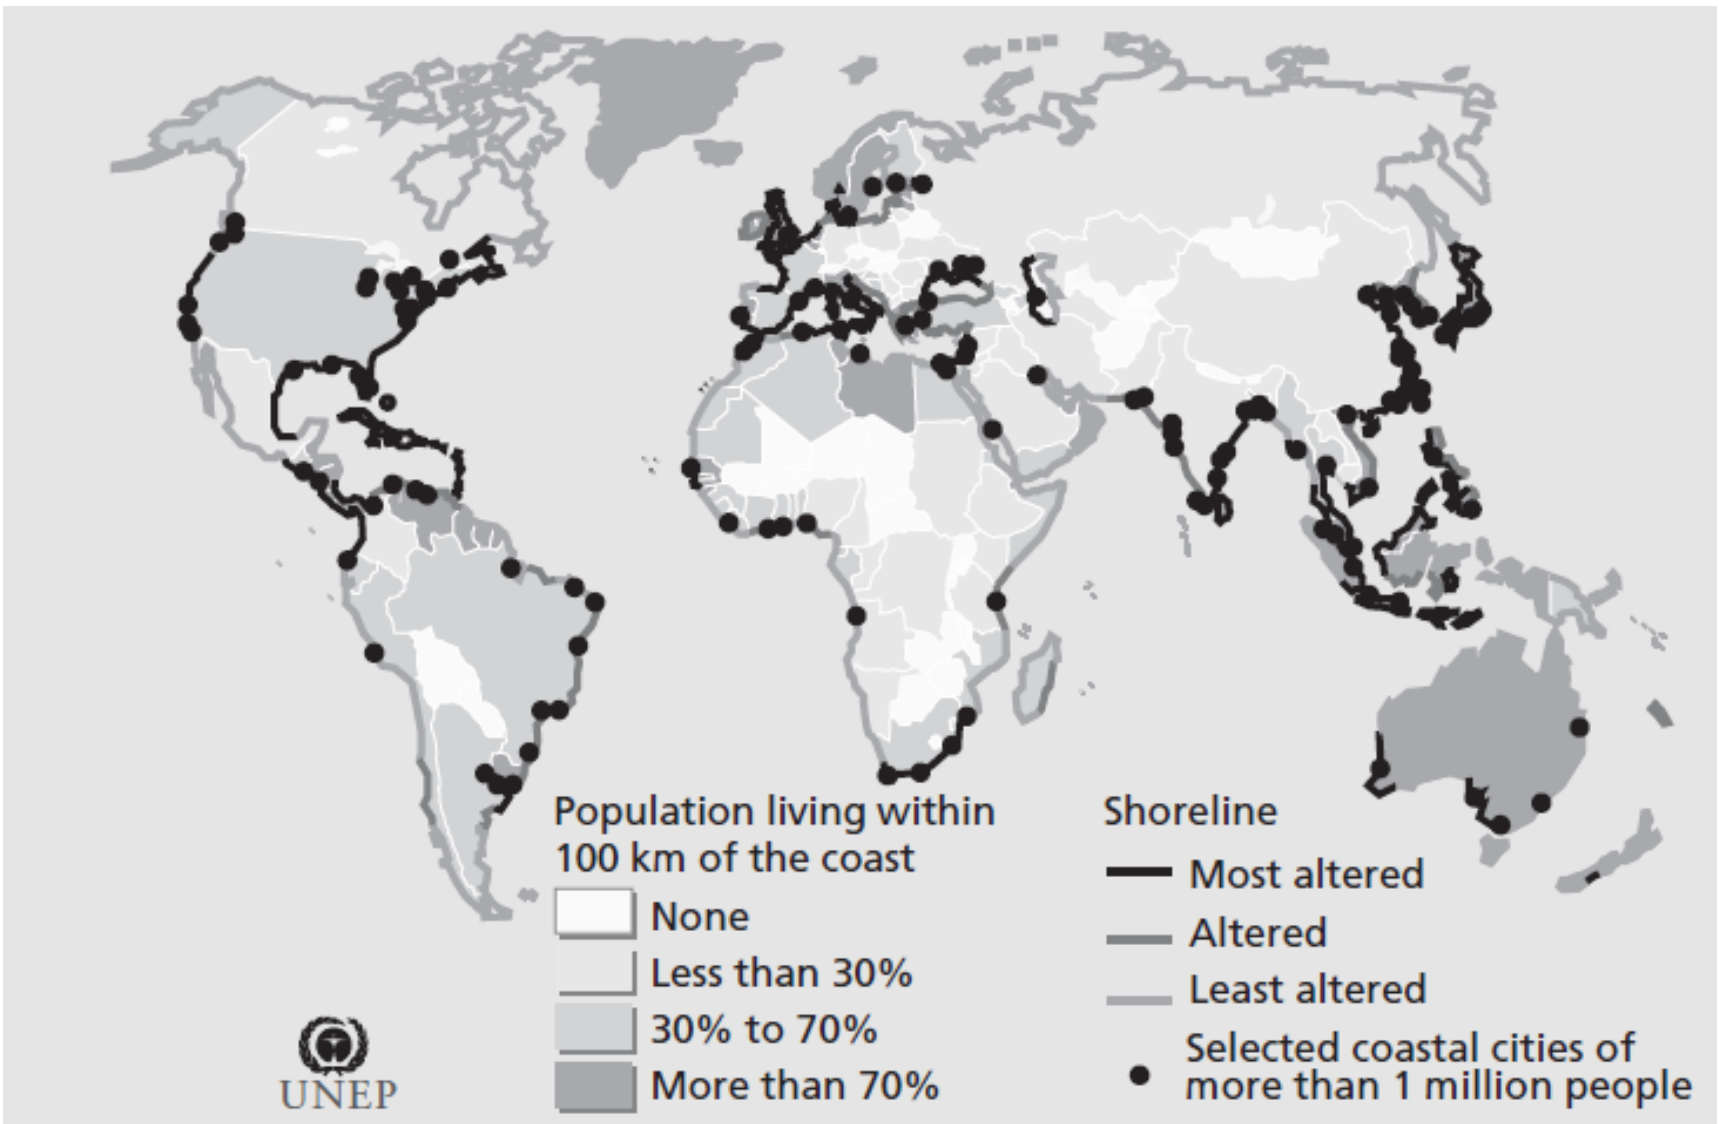 Population living within
100 km of the coast
None
Less than 30%
30% to 70%
More than 70%
Shoreline
Most altered
Altered
Least altered
Selected coastal cities of
more than 1 million people
UNEP